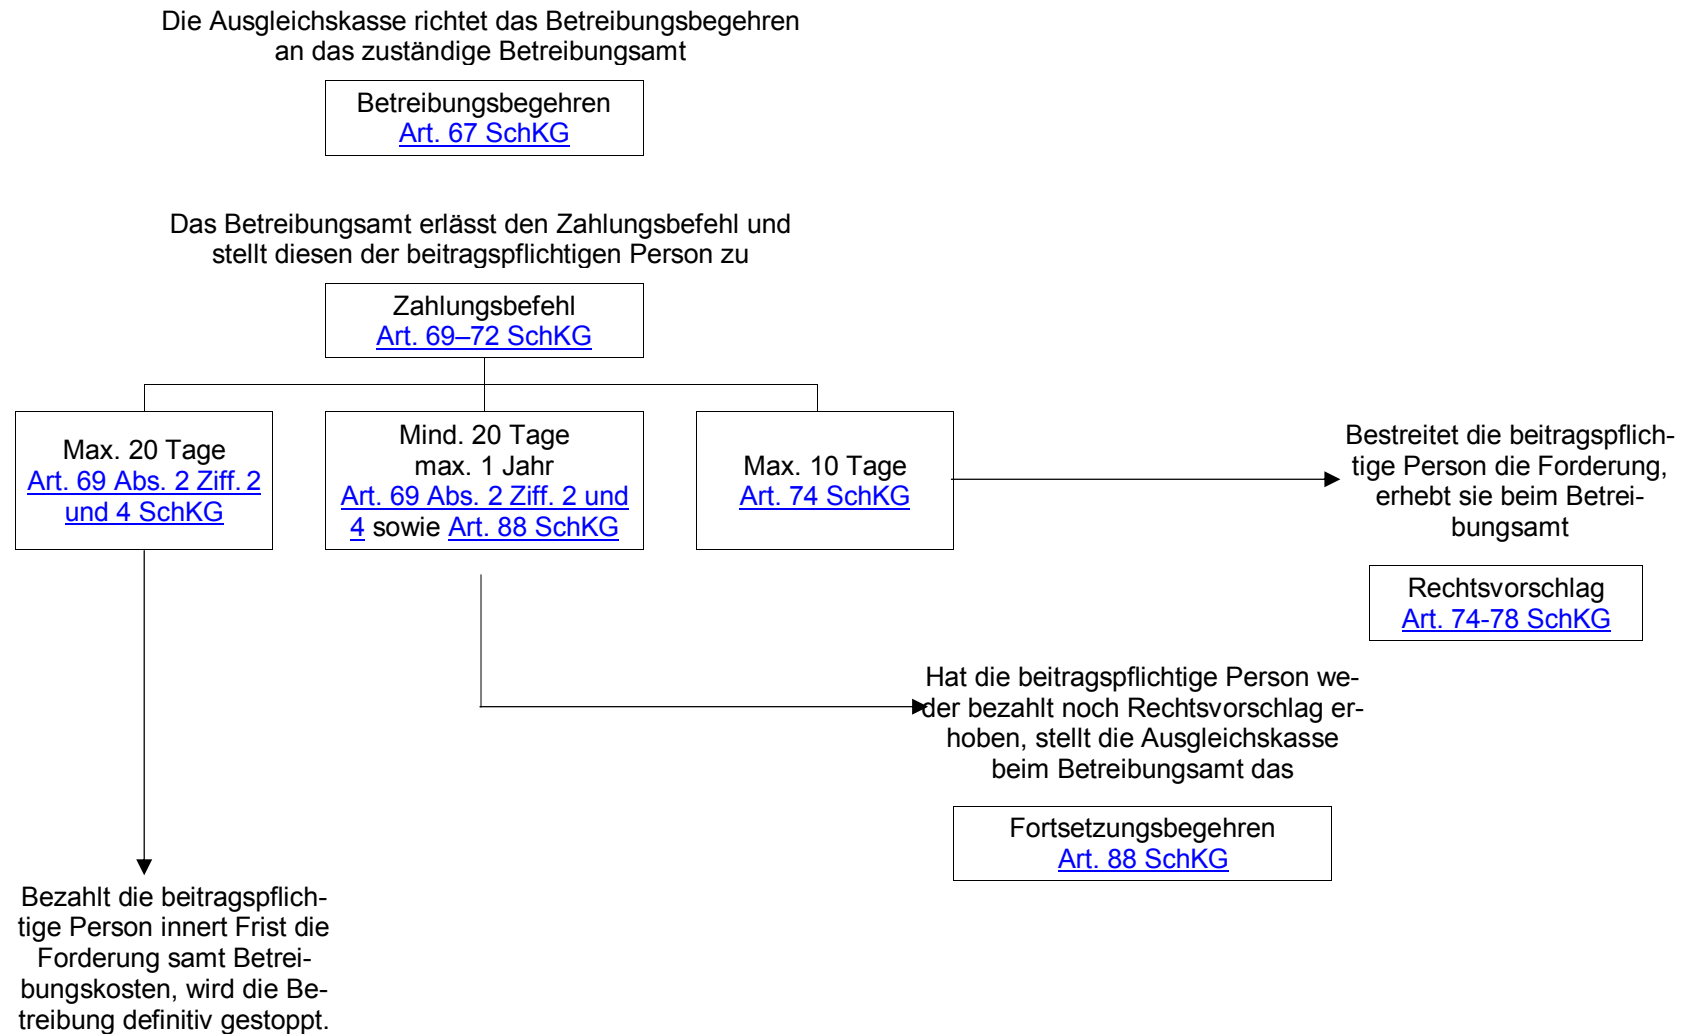 Die Ausgleichskasse richtet das Betreibungsbegehren
an das zuständige Betreibungsamt
Betreibungsbegehren
Art. 67 SchKG
Das Betreibungsamt erlässt den Zahlungsbefehl und
stellt diesen der beitragspflichtigen Person zu
Zahlungsbefehl
Art. 69–72 SchKG
Max. 20 Tage
Art. 69 Abs. 2 Ziff. 2
und 4 SchKG
Mind. 20 Tage
max. 1 Jahr
Art. 69 Abs. 2 Ziff. 2 und
4 sowie Art. 88 SchKG
Max. 10 Tage
Art. 74 SchKG
Bestreitet die beitragspflich-
tige Person die Forderung,
erhebt sie beim Betrei-
bungsamt
Rechtsvorschlag
Art. 74-78 SchKG
Hat die beitragspflichtige Person we-
der bezahlt noch Rechtsvorschlag er-
hoben, stellt die Ausgleichskasse
beim Betreibungsamt das
Fortsetzungsbegehren
Art. 88 SchKG
Bezahlt die beitragspflich-
tige Person innert Frist die
Forderung samt Betrei-
bungskosten, wird die Be-
treibung definitiv gestoppt.